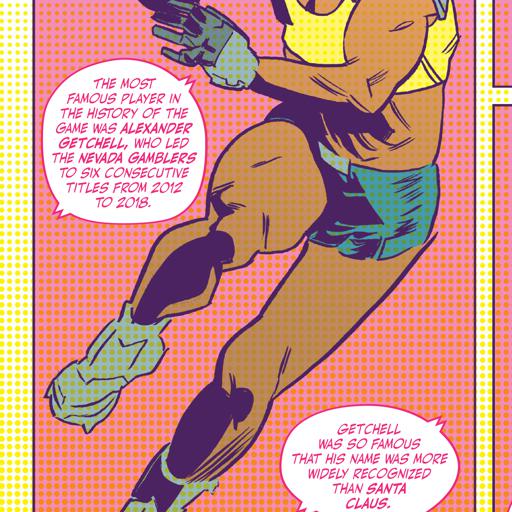 THE MOST
FAMOUS PLAYER IN
THE HISTORY OF THE
GAME WAS ALEXANDER
GETCHELL, WHO LED
THE NEVADA GAMBLERS
TO SIX CONSECUTIVE
TITLES FROM 2012
TO 2018.
GETCHELL
WAS SO FAMOUS
THAT HIS NAME WAS MORE
WIDELY RECOGNIZED
THAN SANTA
CLAUS.